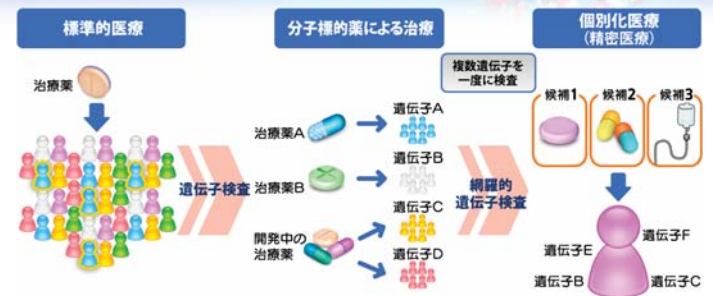 標準的医療
治療薬
遺伝子検査
分子標的薬による治療
治療薬A
遺伝子A
治療薬B
遺伝子B
開発中の
治療薬
遺伝子C
遺伝子D
複数遺伝子を
一度に検査
網羅的
遺伝子検査
個別化医療
(精密医療)
候補1
候補2
候補3
遺伝子E
遺伝子F
遺伝子B
遺伝子C